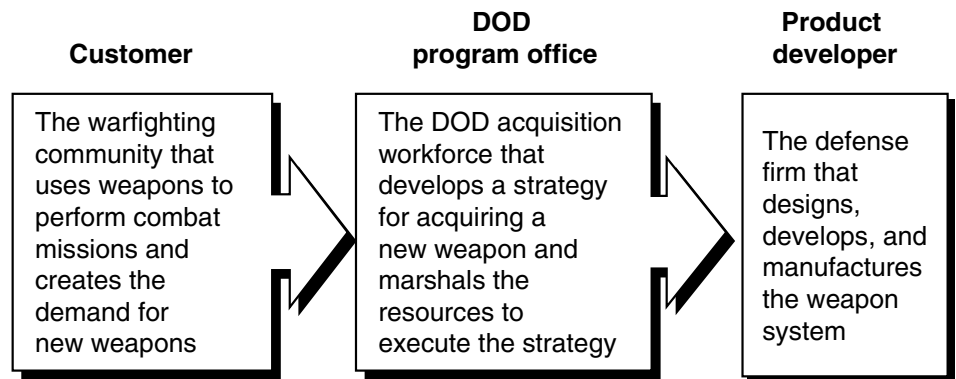 Customer
DOD
program office
Product
developer
The warfighting
community that
uses weapons to
perform combat
missions and
creates the
demand for
new weapons
The DOD acquisition
workforce that
develops a strategy
for acquiring a
new weapon and
marshals the
resources to
execute the strategy
The defense
firm that
designs,
develops, and
manufactures
the weapon
system